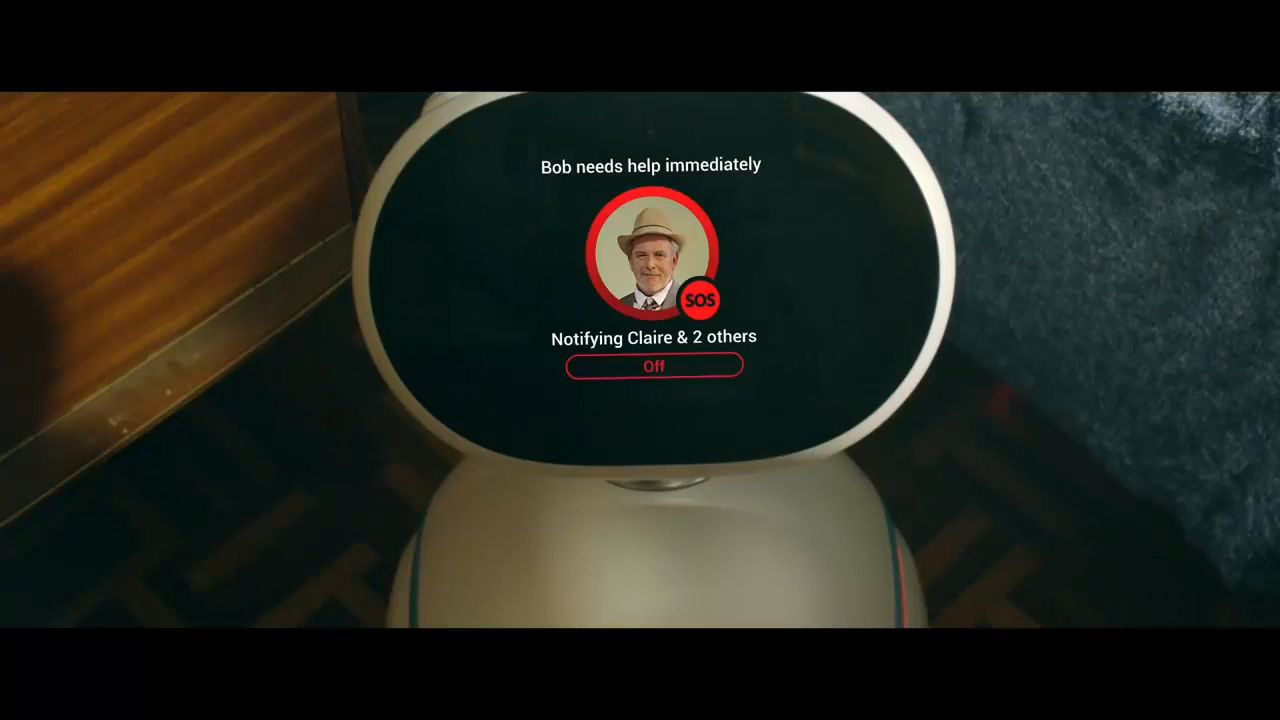 Bob needs help immediately
SOS
Notifying Claire & 2 others
Off